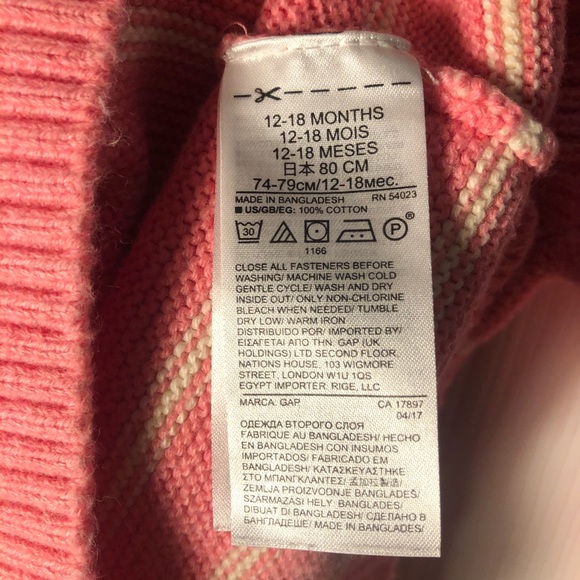 12-18 MONTHS
12-18 MOIS
12-18 MESES
日本 80 CM
74-79см/12-18мес.
MADE IN BANGLADESH RN 54023
US/GB/EG: 100% COTTON
30 P
1166
CLOSE ALL FASTENERS BEFORE
WASHING/ MACHINE WASH COLD
GENTLE CYCLE/ WASH AND DRY
INSIDE OUT/ ONLY NON-CHLORINE
BLEACH WHEN NEEDED/ TUMBLE
DRY LOW/ WARM IRON
DISTRIBUIDO POR/ IMPORTED BY/
ΕΙΣΑΓΕΤΑΙ ΑΠΟ ΤΗΝ: GAP (UK
HOLDINGS) LTD SECOND FLOOR,
NATIONS HOUSE, 103 WIGMORE
STREET, LONDON W1U 1QS
EGYPT IMPORTER: RIGE, LLC
MARCA: GAP CA 17897
04/17
ОДЕЖДА ВТОРОГО СЛОЯ
FABRIQUE AU BANGLADESH/ HECHO
EN BANGLADESH CON INSUMOS
IMPORTADOS/ FABRICADO EM
BANGLADESH/ ΚΑΤΑΣΚΕΥΑΣΤΗΚΕ
ΣΤΟ ΜΠΑΝΓΚΛΑΝΤΕΣ/ 孟加拉製造/
ZEMLJA PROIZVODNJE BANGLADEŠ/
SZÁRMAZÁSI HELY: BANGLADES/
DIBUAT DI BANGLADESH/ СДЕЛАНО В
БАНГЛАДЕШЕ/ MADE IN BANGLADESH